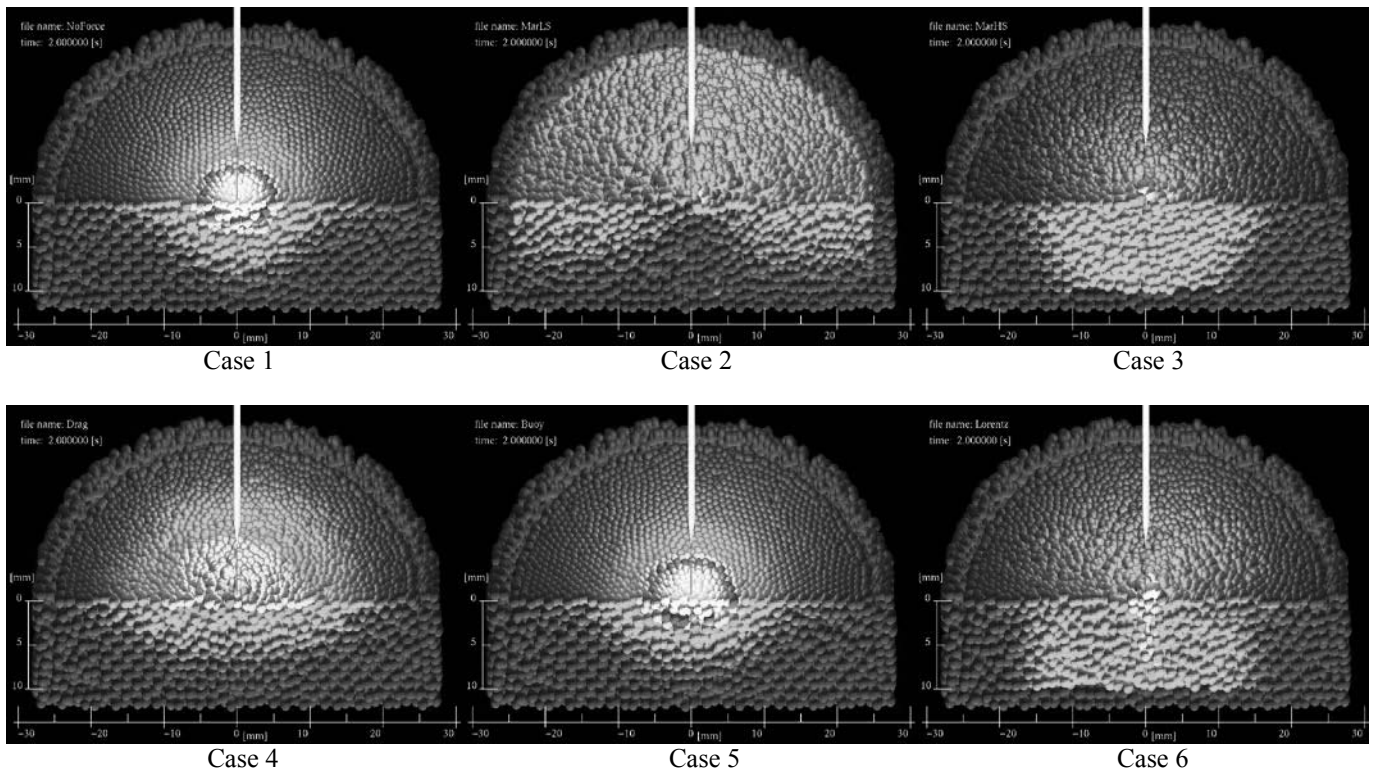 file name: NoForce
time: 2.000000 [s]
[mm]
0
5
10
-30 -20 -10 0 [mm] 10 20 30
Case 1
file name: MarLS
time: 2.000000 [s]
[mm]
0
5
10
-30 -20 -10 0 [mm] 10 20 30
Case 2
file name: MarHS
time: 2.000000 [s]
[mm]
0
5
10
-30 -20 -10 0 [mm] 10 20 30
Case 3
file name: Drag
time: 2.000000 [s]
[mm]
0
5
10
-30 -20 -10 0 [mm] 10 20 30
Case 4
file name: Buoy
time: 2.000000 [s]
[mm]
0
5
10
-30 -20 -10 0 [mm] 10 20 30
Case 5
file name: Lorentz
time: 2.000000 [s]
[mm]
0
5
10
-30 -20 -10 0 [mm] 10 20 30
Case 6